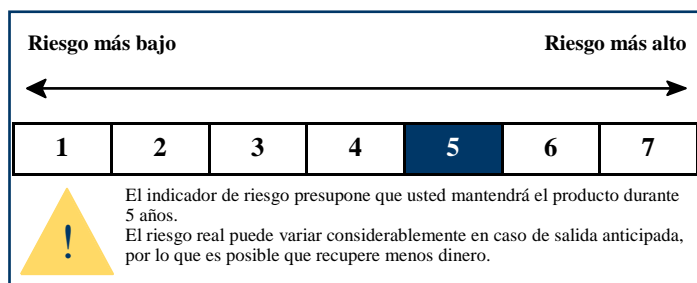 Riesgo más bajo Riesgo más alto
1 2 3 4 5 6 7
!
El indicador de riesgo presupone que usted mantendrá el producto durante
5 años.
El riesgo real puede variar considerablemente en caso de salida anticipada,
por lo que es posible que recupere menos dinero.